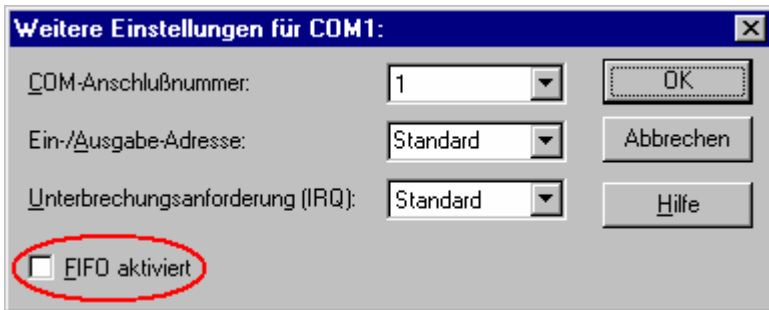 Weitere Einstellungen für COM1:
COM-Anschlußnummer: 1 OK
Ein-/Ausgabe-Adresse: Standard Abbrechen
Unterbrechungsanforderung (IRQ): Standard Hilfe
FIFO aktiviert